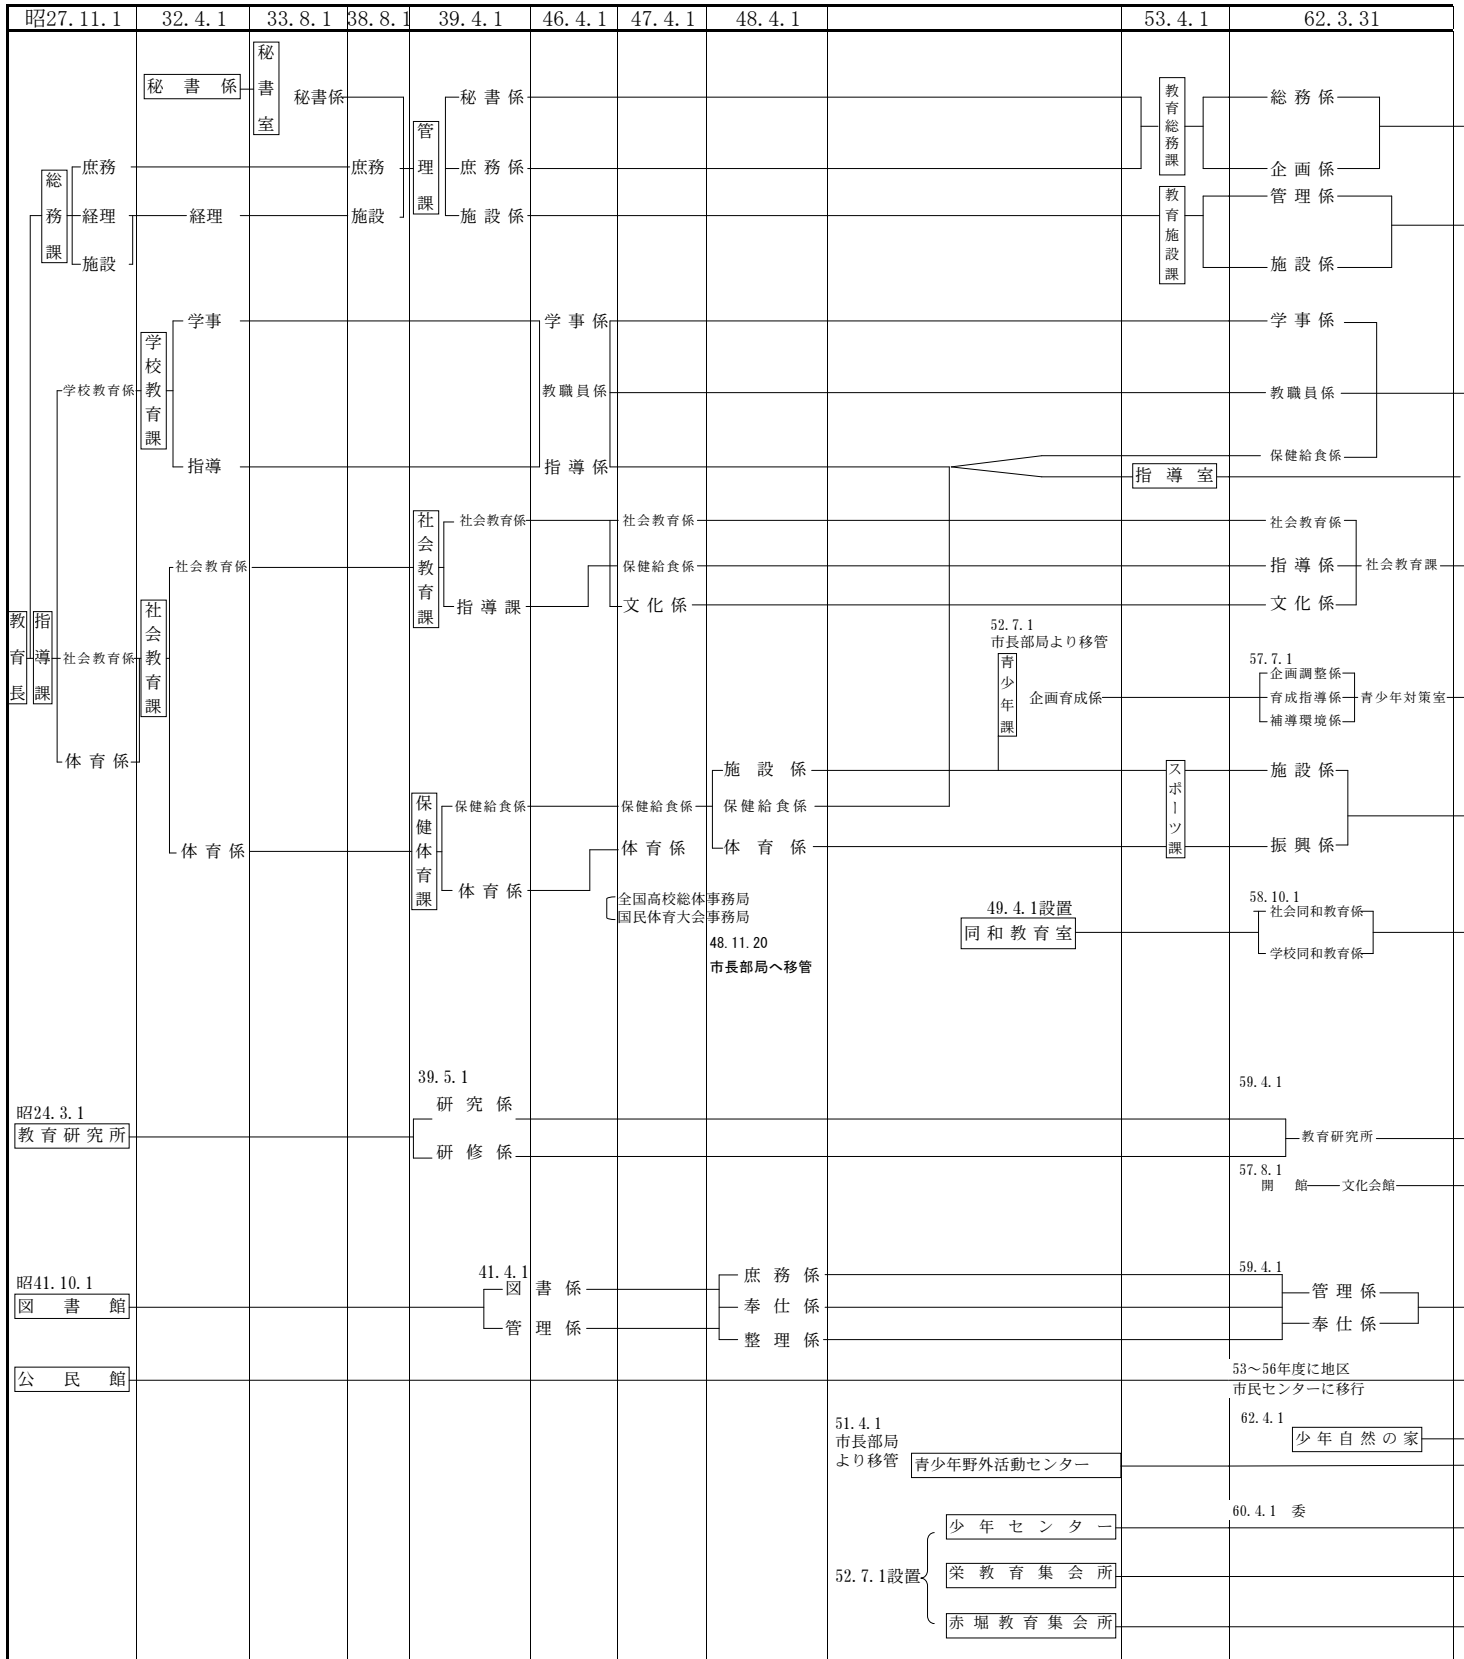 昭27.11.1 32.4.1 33.8.1 38.8.1 39.4.1 46.4.1 47.4.1 48.4.1 53.4.1 62.3.31
秘書係
秘書室
秘書係
管理課
秘書係
教育総務課
総務係
総務課
庶務
庶務
庶務係
企画係
経理
経理
施設
施設係
教育施設課
管理係
施設
施設係
学校教育課
学事
学事係
学事係
学校教育係
教職員係
教職員係
指導
指導係
保健給食係
指導室
社会教育課
社会教育係
社会教育係
社会教育係
社会教育係
保健給食係
指導係
社会教育課
指導課
文化係
文化係
教育長
指導課
社会教育係
社会教育課
52.7.1
市長部局より移管
青少年課
企画育成係
57.7.1
企画調整係
育成指導係
青少年対策室
補導環境係
体育係
施設係
スポーツ課
施設係
保健体育課
保健給食係
保健給食係
保健給食係
体育係
体育係
体育係
振興係
体育係
全国高校総体事務局
国民体育大会事務局
48.11.20
市長部局へ移管
49.4.1設置
同和教育室
58.10.1
社会同和教育係
学校同和教育係
39.5.1
59.4.1
昭24.3.1
教育研究所
研究係
研修係
教育研究所
57.8.1
開館
文化会館
昭41.10.1
図書館
41.4.1
図書係
管理係
庶務係
奉仕係
整理係
59.4.1
管理係
奉仕係
公民館
53～56年度に地区
市民センターに移行
51.4.1
市長部局
より移管
青少年野外活動センター
62.4.1
少年自然の家
60.4.1 委
52.7.1設置
少年センター
栄教育集会所
赤堀教育集会所